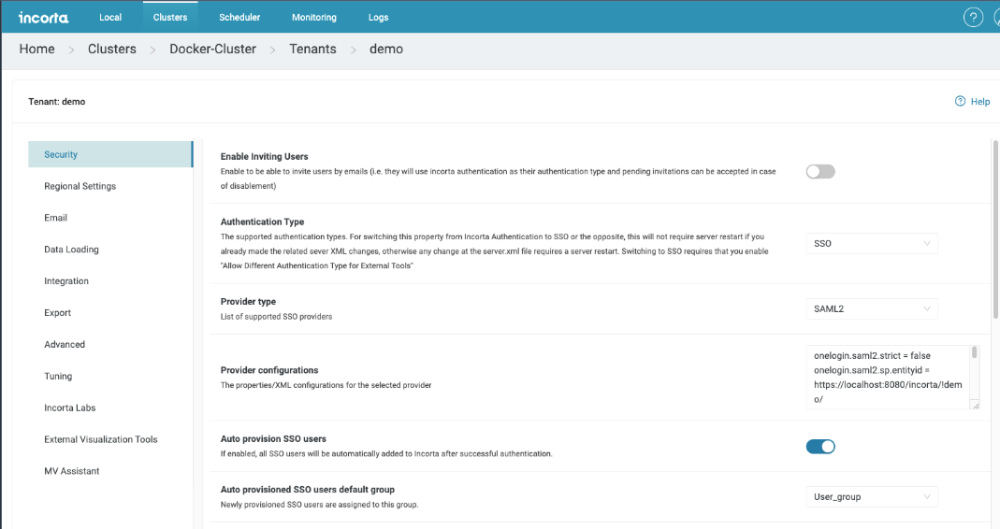 incorta
Local
Clusters
Scheduler
Monitoring
Logs
?
Home > Clusters > Docker-Cluster > Tenants > demo
Tenant: demo
? Help
Security
Regional Settings
Email
Data Loading
Integration
Export
Advanced
Tuning
Incorta Labs
External Visualization Tools
MV Assistant
Enable Inviting Users
Enable to be able to invite users by emails (i.e. they will use incorta authentication as their authentication type and pending invitations can be accepted in case
of disablement)
Authentication Type
The supported authentication types. For switching this property from Incorta Authentication to SSO or the opposite, this will not require server restart if you
already made the related sever XML changes, otherwise any change at the server.xml file requires a server restart. Switching to SSO requires that you enable
"Allow Different Authentication Type for External Tools"
SSO
Provider type
List of supported SSO providers
SAML2
Provider configurations
The properties/XML configurations for the selected provider
onelogin.saml2.strict = false
onelogin.saml2.sp.entityid =
https://localhost:8080/incorta/!dem
o/
Auto provision SSO users
If enabled, all SSO users will be automatically added to Incorta after successful authentication.
Auto provisioned SSO users default group
Newly provisioned SSO users are assigned to this group.
User_group